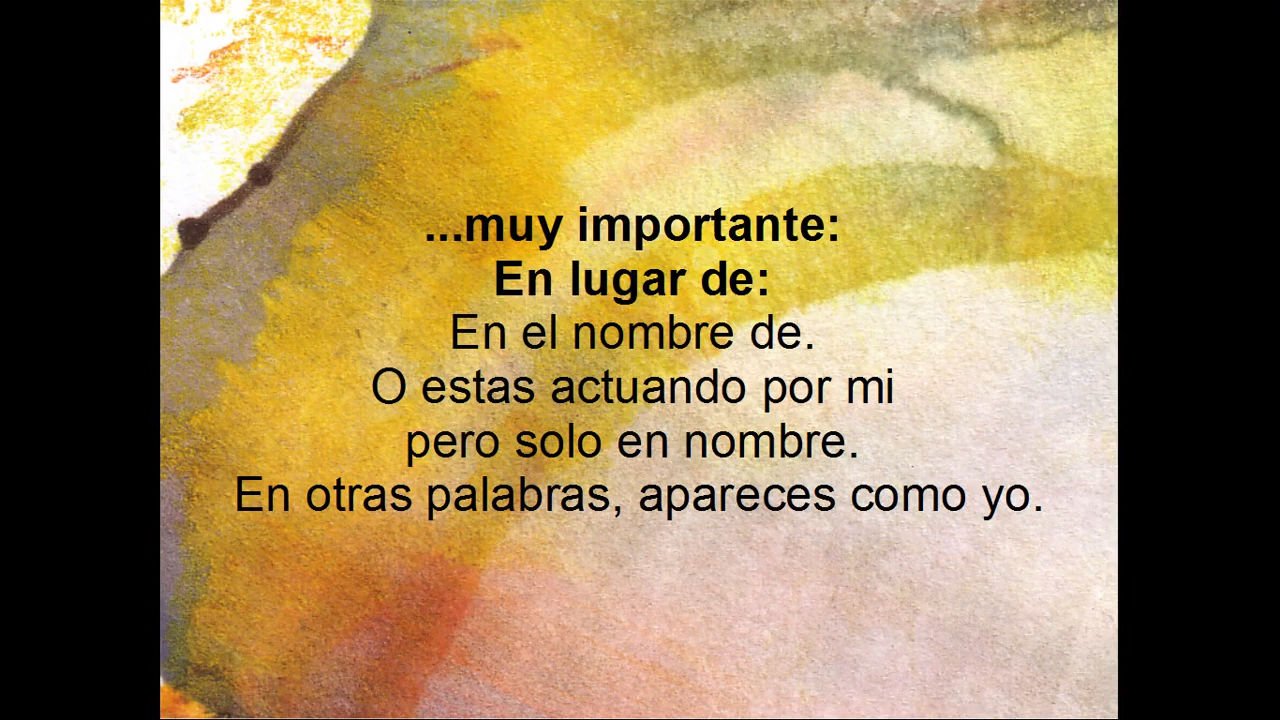 ...muy importante:
En lugar de:
En el nombre de.
O estas actuando por mi
pero solo en nombre.
En otras palabras, apareces como yo.